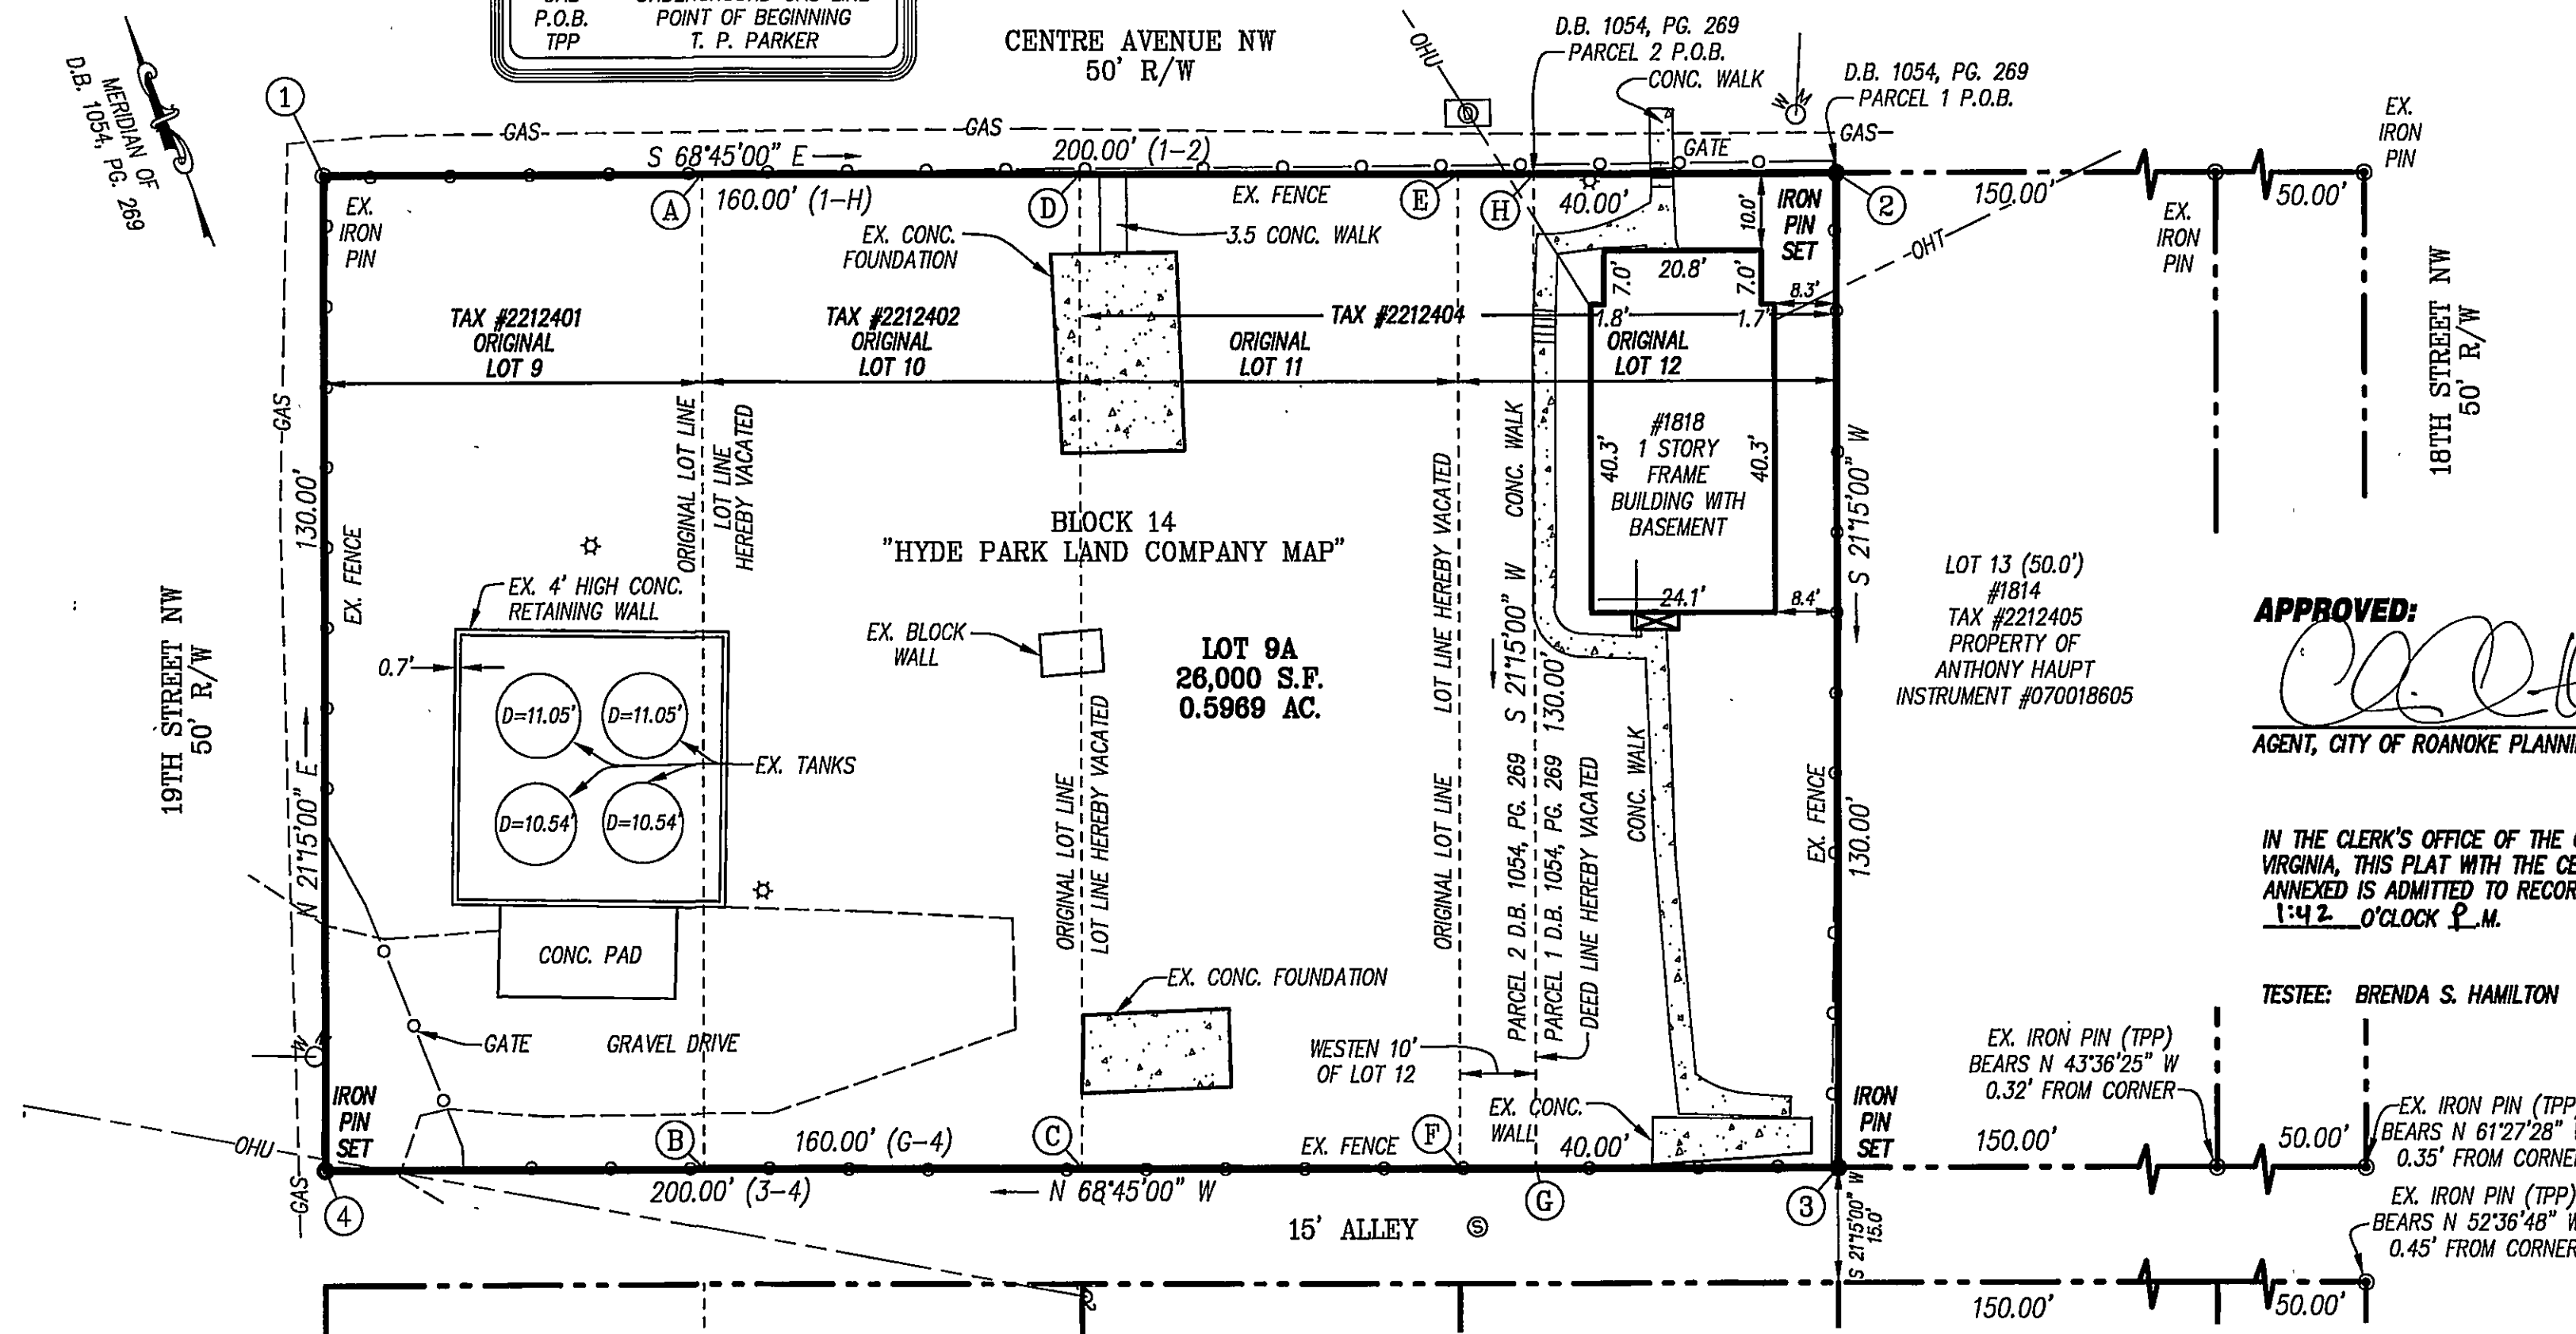 P.O.B. POINT OF BEGINNING
TPP T. P. PARKER
MERIDIAN OF
D.B. 1054, PG. 269
CENTRE AVENUE NW
50' R/W
OHU
D.B. 1054, PG. 269
PARCEL 2 P.O.B.
CONC. WALK
W M
D.B. 1054, PG. 269
PARCEL 1 P.O.B.
EX.
IRON
PIN
1
GAS
GAS
GAS
S 68°45'00" E
200.00' (1-2)
GATE
EX.
IRON
PIN
A
160.00' (1-H)
D
EX. FENCE
E
H
40.00'
10.0'
IRON
PIN
SET
2
150.00'
50.00'
EX.
IRON
PIN
OHT
EX. CONC.
FOUNDATION
3.5 CONC. WALK
20.8'
7.0'
7.0'
8.3'
1.8'
1.7'
TAX #2212401
ORIGINAL
LOT 9
TAX #2212402
ORIGINAL
LOT 10
TAX #2212404
ORIGINAL
LOT 11
ORIGINAL
LOT 12
18TH STREET NW
50' R/W
GAS
130.00'
EX. FENCE
ORIGINAL LOT LINE
LOT LINE
HEREBY VACATED
BLOCK 14
"HYDE PARK LAND COMPANY MAP"
LOT LINE HEREBY VACATED
CONC. WALK
#1818
1 STORY
FRAME
BUILDING WITH
BASEMENT
40.3'
40.3'
24.1'
8.4'
S 21°15'00" W
LOT 13 (50.0')
#1814
TAX #2212405
PROPERTY OF
ANTHONY HAUPT
INSTRUMENT #070018605
APPROVED:
AGENT, CITY OF ROANOKE
19TH STREET NW
50' R/W
EX. 4' HIGH CONC.
RETAINING WALL
0.7'
D=11.05'
D=11.05'
D=10.54'
D=10.54'
EX. TANKS
EX. BLOCK
WALL
LOT 9A
26,000 S.F.
0.5969 AC.
S 21°15'00" W
130.00'
N 21°15'00" E
ORIGINAL LOT LINE
LOT LINE HEREBY VACATED
ORIGINAL LOT LINE
PARCEL 2 D.B. 1054, PG. 269
PARCEL 1 D.B. 1054, PG. 269
DEED LINE HEREBY VACATED
CONC. WALK
EX. FENCE
130.00'
IN THE CLERK'S OFFICE OF THE
VIRGINIA, THIS PLAT WITH THE
ANNEXED IS ADMITTED TO
1:42 O'CLOCK P.M.
TESTEE: BRENDA S. HAMILTON
CONC. PAD
GATE
GRAVEL DRIVE
EX. CONC. FOUNDATION
WESTEN 10'
OF LOT 12
EX. CONC.
WALL
EX. IRON PIN (TPP)
BEARS N 43°36'25" W
0.32' FROM CORNER
W
IRON
PIN
SET
OHU
GAS
4
B
160.00' (G-4)
C
EX. FENCE
F
40.00'
IRON
PIN
SET
150.00'
50.00'
EX. IRON PIN (TPP
BEARS N 61°27'28"
0.35' FROM
200.00' (3-4)
N 68°45'00" W
G
3
15' ALLEY
S
S 21°15'00" W
15.0'
EX. IRON PIN (TPP)
BEARS N 52°36'48" W
0.45' FROM CORNER
150.00'
50.00'